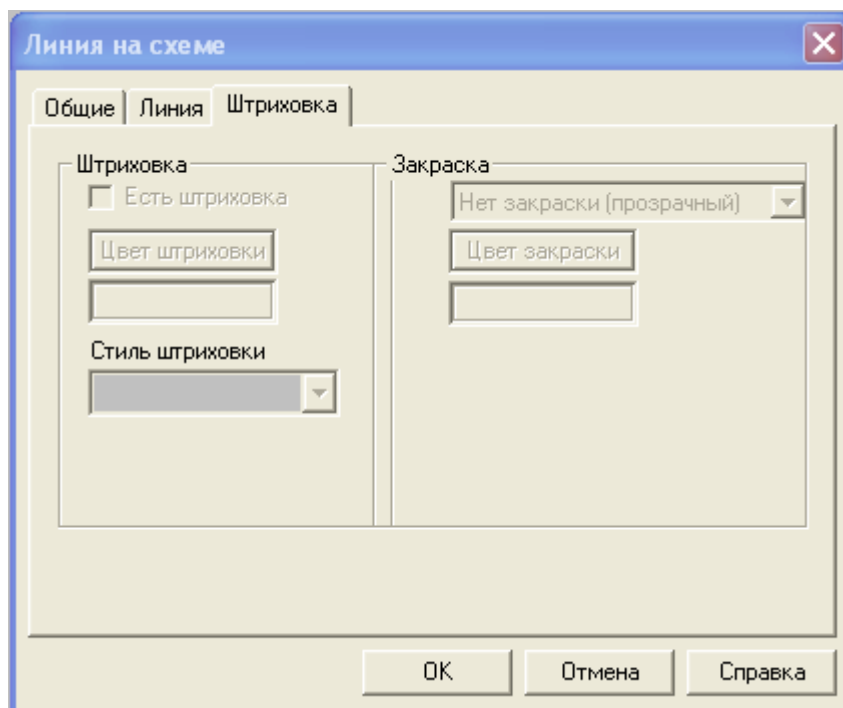 Линия на схеме
Общие Линия Штриховка
Штриховка
Закраска
Есть штриховка
Нет закраски (прозрачный)
Цвет штриховки
Цвет закраски
Стиль штриховки
OK Отмена Справка